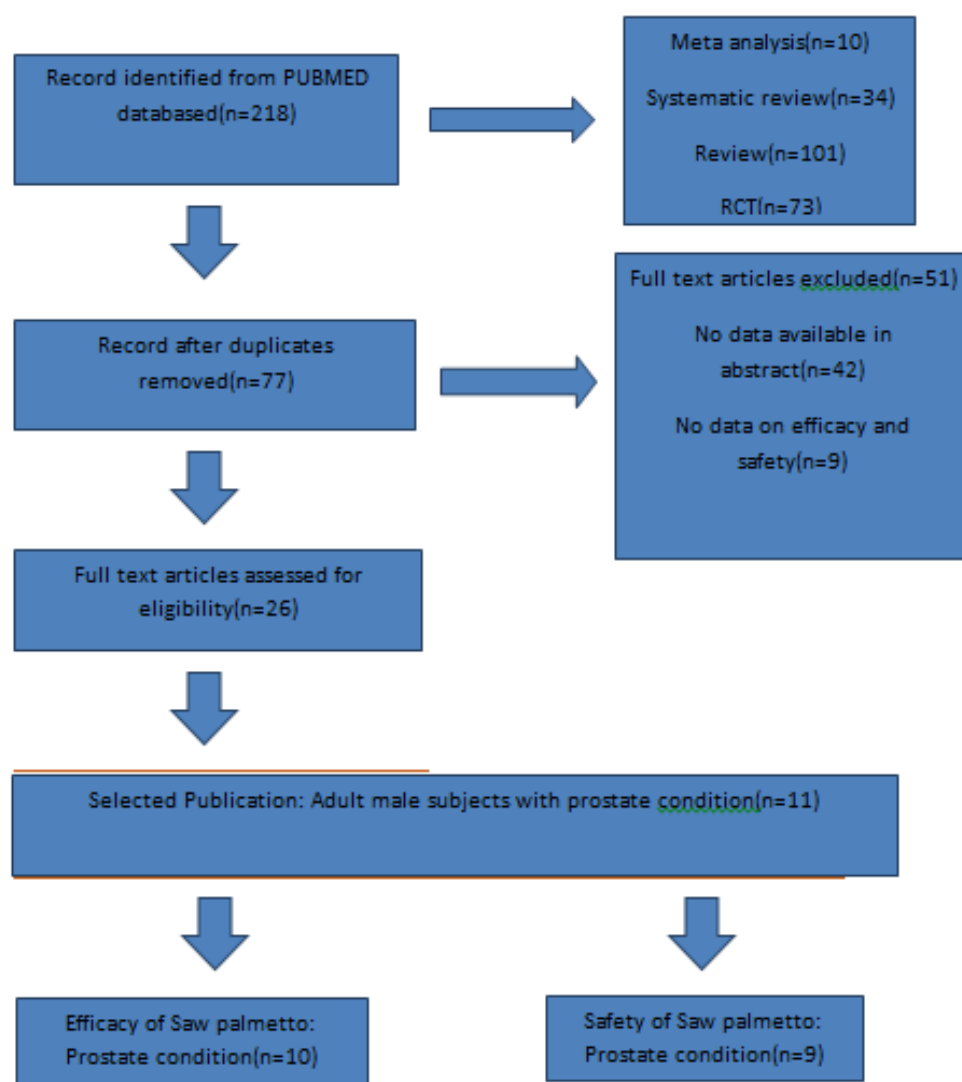 Record identified from PUBMED
databased(n=218)
Meta analysis(n=10)
Systematic review(n=34)
Review(n=101)
RCT(n=73)
Record after duplicates
removed(n=77)
Full text articles excluded(n=51)
No data available in
abstract(n=42)
No data on efficacy and
safety(n=9)
Full text articles assessed for
eligibility(n=26)
Selected Publication: Adult male subjects with prostate condition(n=11)
Efficacy of Saw palmetto:
Prostate condition(n=10)
Safety of Saw palmetto:
Prostate condition(n=9)